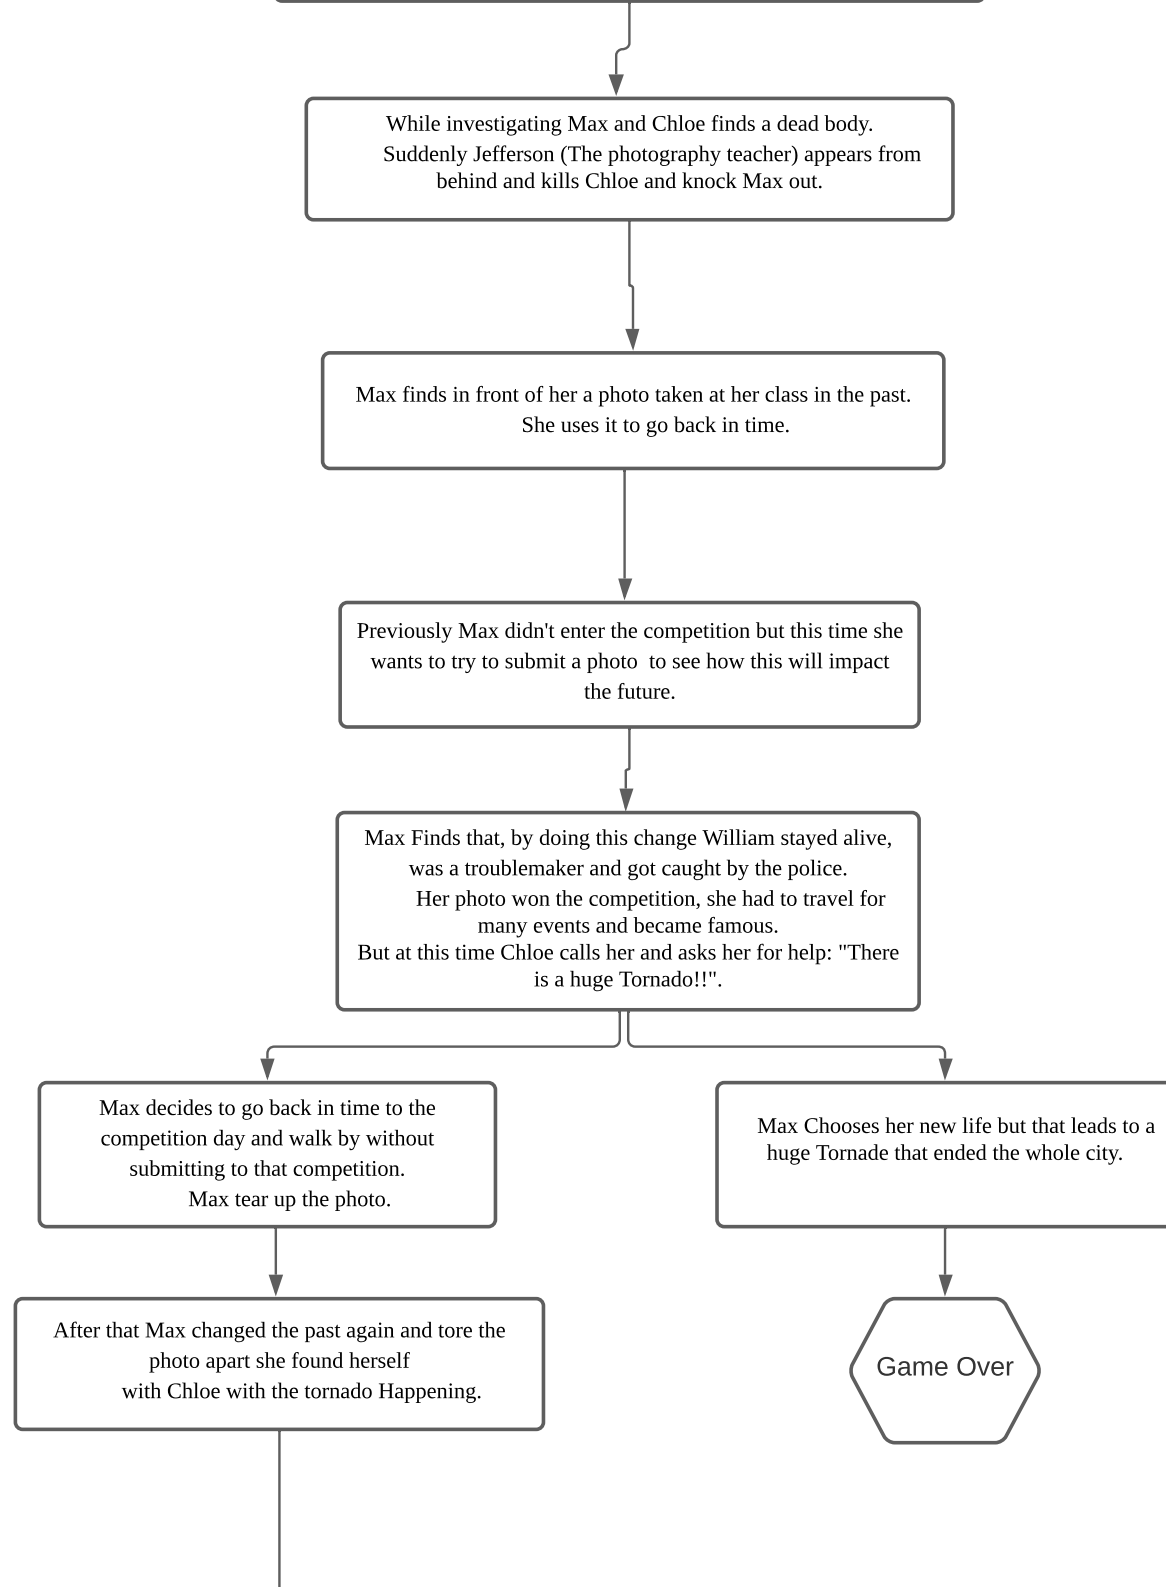 While investigating Max and Chloe finds a dead body.
Suddenly Jefferson (The photography teacher) appears from
behind and kills Chloe and knock Max out.
Max finds in front of her a photo taken at her class in the past.
She uses it to go back in time.
Previously Max didn't enter the competition but this time she
wants to try to submit a photo  to see how this will impact
the future.
Max Finds that, by doing this change William stayed alive,
was a troublemaker and got caught by the police.
Her photo won the competition, she had to travel for
many events and became famous.
But at this time Chloe calls her and asks her for help: "There
is a huge Tornado!!".
Max decides to go back in time to the
competition day and walk by without
submitting to that competition.
Max tear up the photo.
Max Chooses her new life but that leads to a
huge Tornade that ended the whole city.
After that Max changed the past again and tore the
photo apart she found herself
with Chloe with the tornado Happening.
Game Over